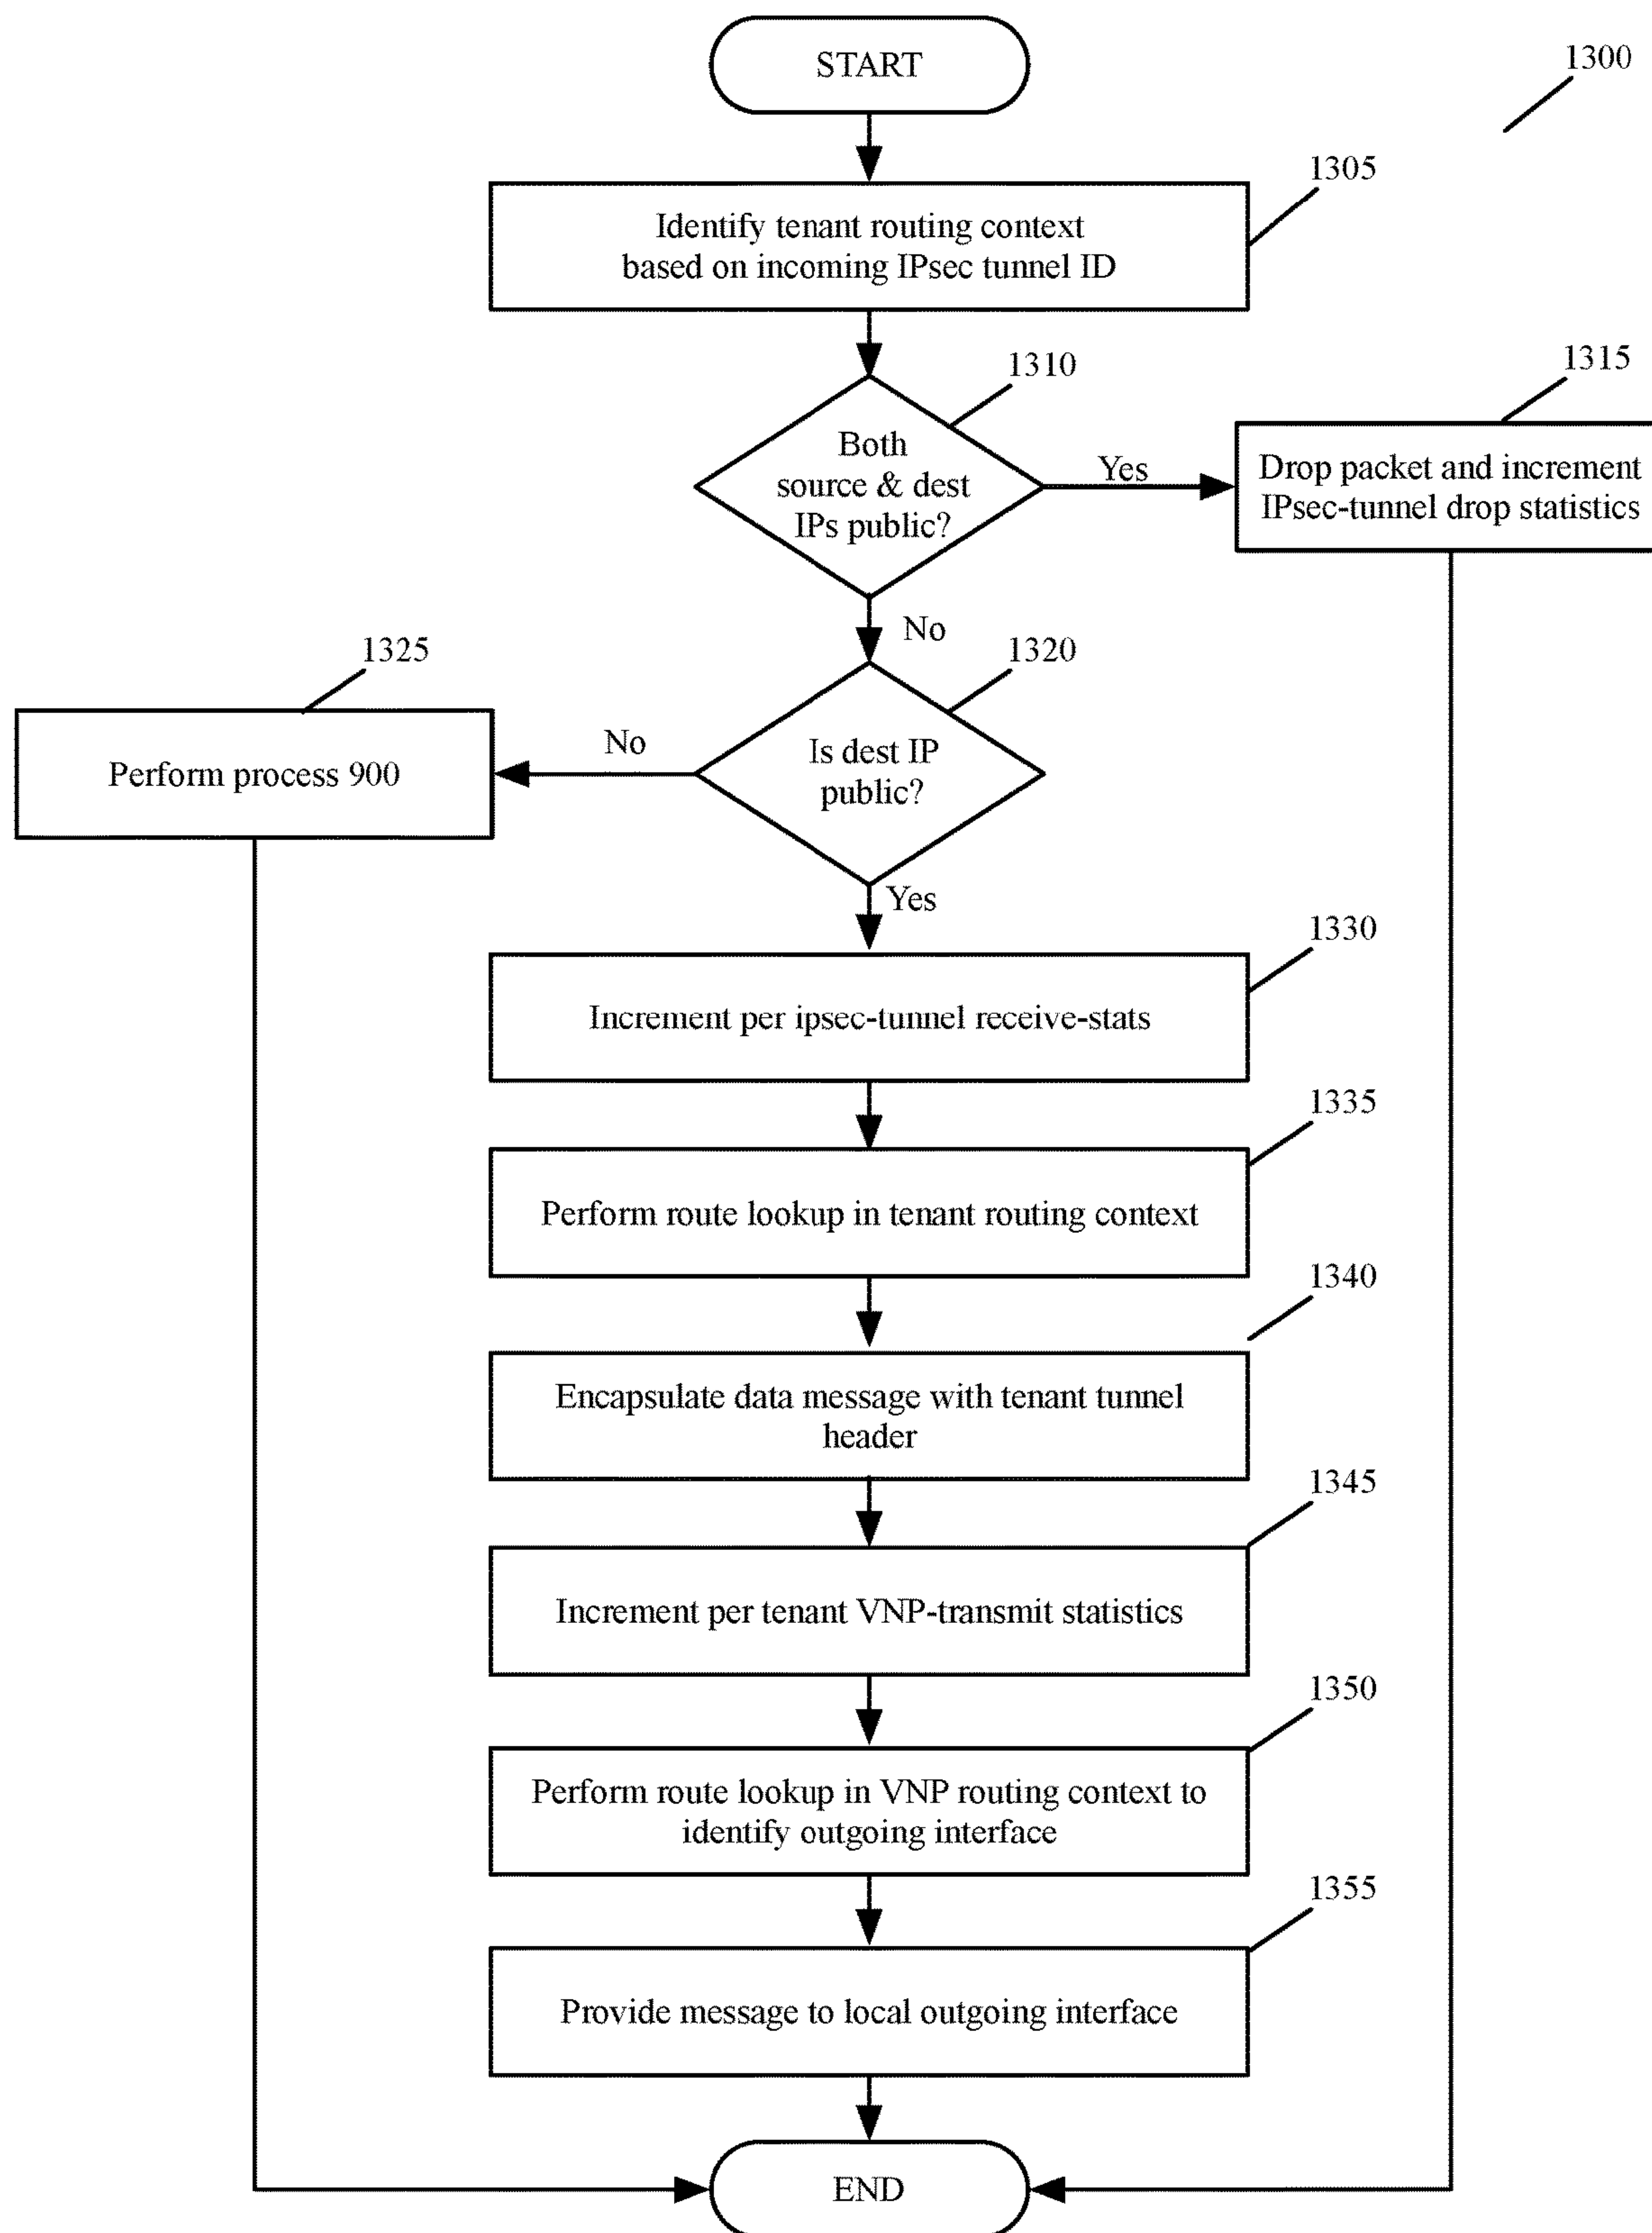 START
1300
1305
Identify tenant routing context
based on incoming IPsec tunnel ID
1310
Both
source & dest
IPs public?
Yes
1315
Drop packet and increment
IPsec-tunnel drop statistics
No
1320
Is dest IP
public?
No
1325
Perform process 900
Yes
1330
Increment per ipsec-tunnel receive-stats
1335
Perform route lookup in tenant routing context
1340
Encapsulate data message with tenant tunnel
header
1345
Increment per tenant VNP-transmit statistics
1350
Perform route lookup in VNP routing context to
identify outgoing interface
1355
Provide message to local outgoing interface
END